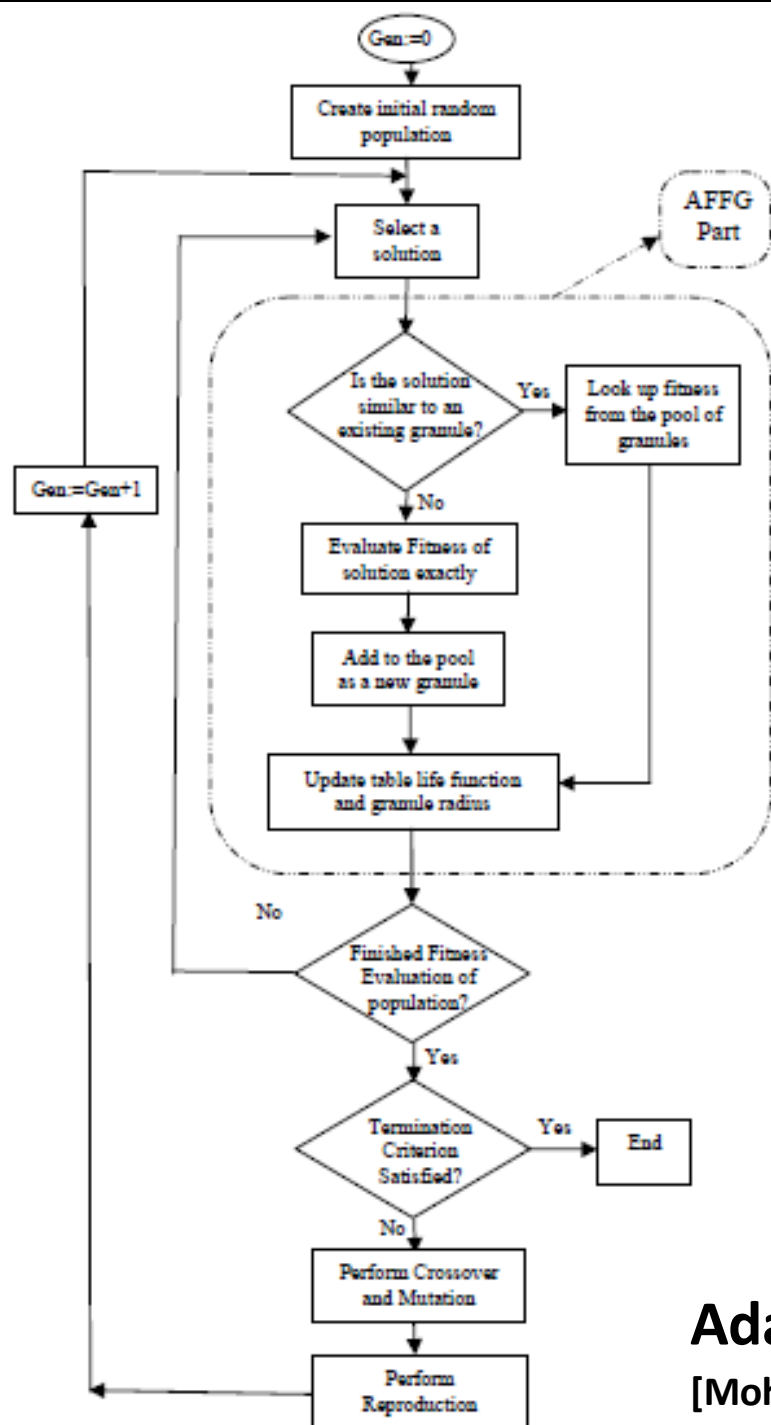 Gen:=0
Create initial random
population
Select a
solution
AFFG
Part
Is the solution
similar to an
existing granule?
Yes
Look up fitness
from the pool of
granules
No
Gen:=Gen+1
Evaluate Fitness of
solution exactly
Add to the pool
as a new granule
Update table life function
and granule radius
No
Finished Fitness
Evaluation of
population?
Yes
Termination
Criterion
Satisfied?
Yes
End
No
Perform Crossover
and Mutation
Perform
Reproduction
Ada
[Moh